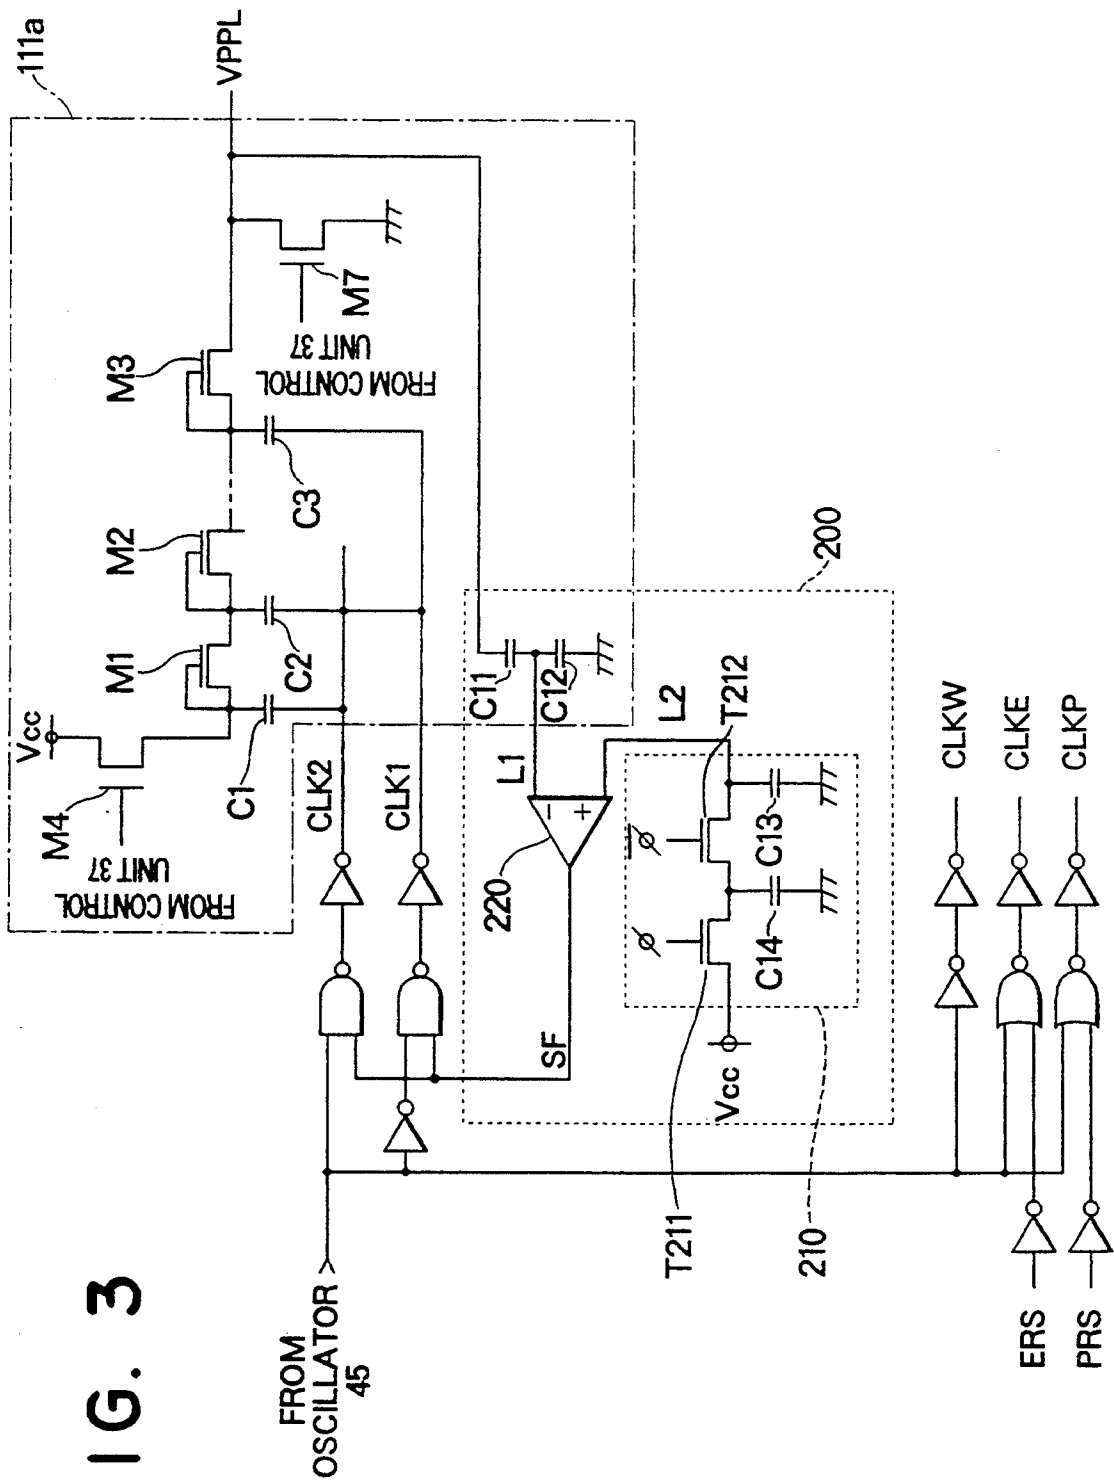 IG. 3
111a
VPPL
Vcc
M4
M1
M2
M3
M7
FROM CONTROL
UNIT 37
FROM CONTROL
UNIT 37
C1
C2
C3
CLK2
CLK1
FROM
OSCILLATOR
45
L1
C11
C12
200
220
SF
L2
T212
φ
φ
C13
C14
Vcc
T211
210
ERS
PRS
CLKW
CLKE
CLKP